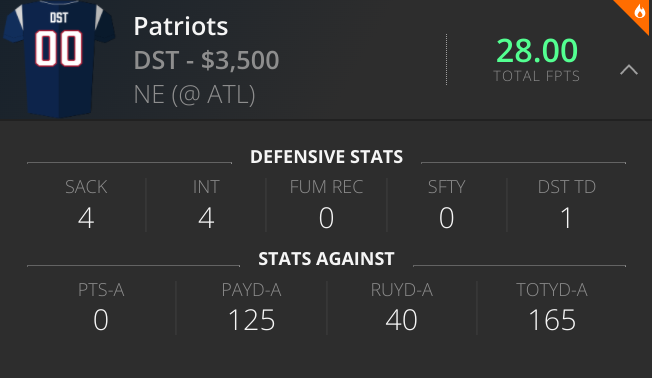 DST
00
Patriots
DST - $3,500
NE (@ ATL)
28.00
TOTAL FPTS
DEFENSIVE STATS
SACK INT FUM REC SFTY DST TD
4 4 0 0 1
STATS AGAINST
PTS-A PAYD-A RUYD-A TOTYD-A
0 125 40 165